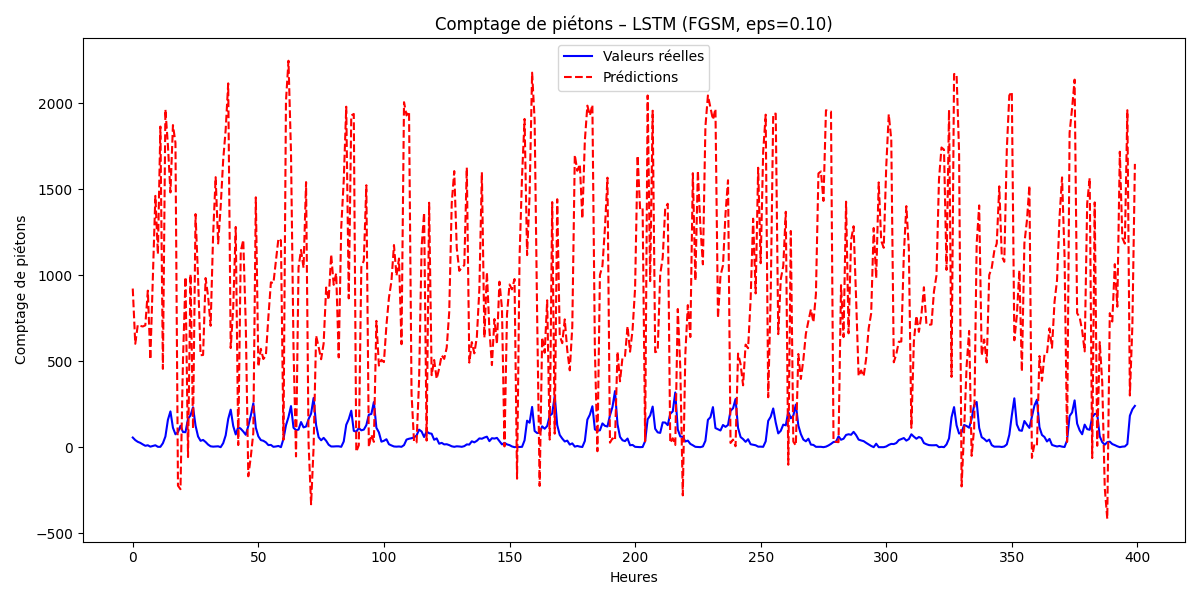 Comptage de piétons – LSTM (FGSM, eps=0.10)
Valeurs réelles
Prédictions
Comptage de piétons
2000
1500
1000
500
0
−500
0 50 100 150 200 250 300 350 400
Heures